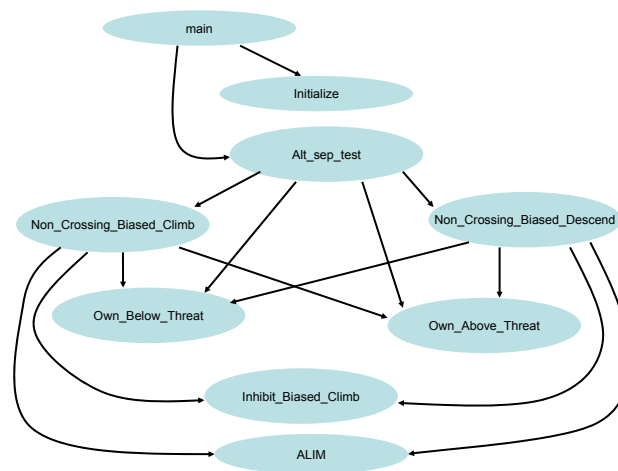 main
Initialize
Alt_sep_test
Non_Crossing_Biased_Climb
Non_Crossing_Biased_Descend
Own_Below_Threat
Own_Above_Threat
Inhibit_Biased_Climb
ALIM